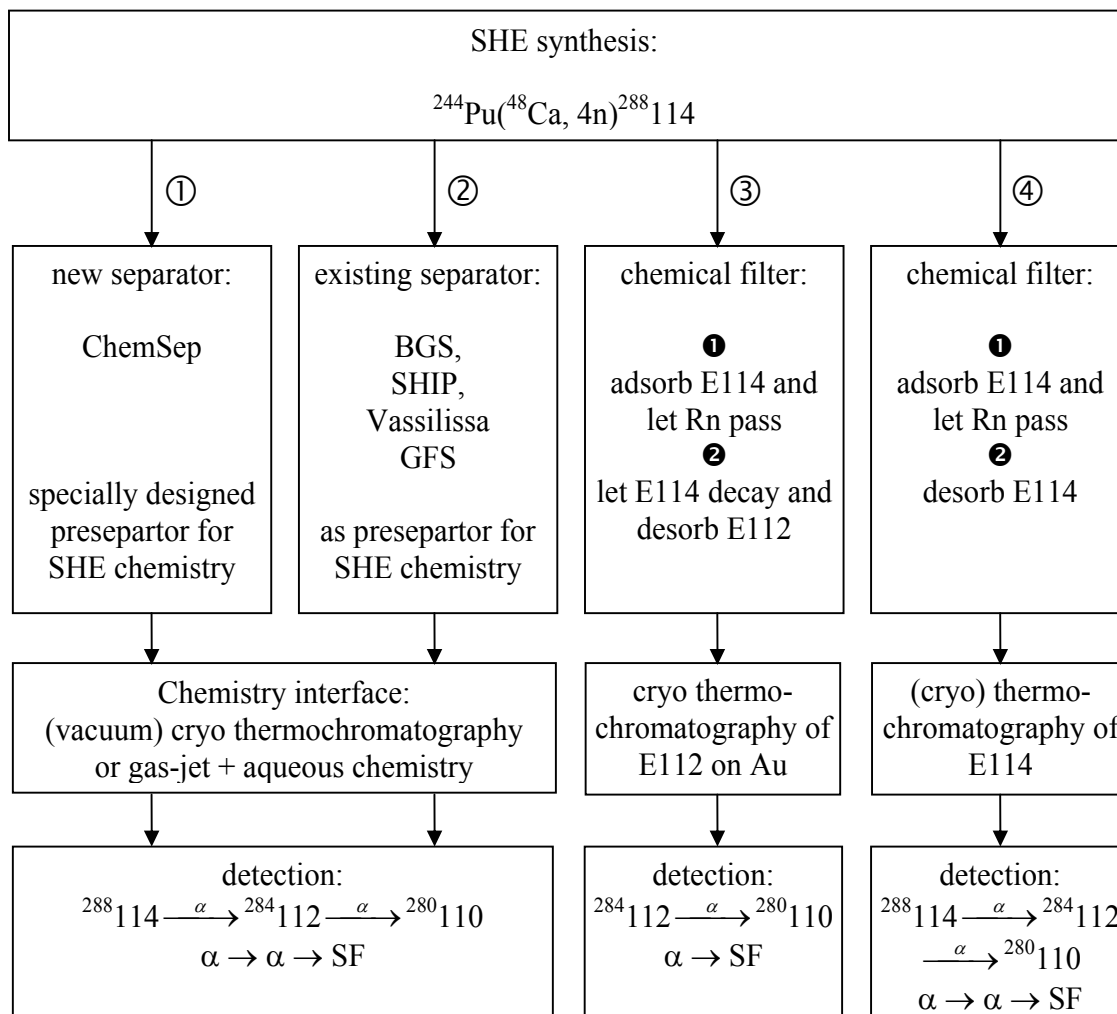 SHE synthesis:
²⁴⁴Pu(⁴⁸Ca, 4n)²⁸⁸114
①
②
③
④
new separator:
ChemSep
specially designed
presepartor for
SHE chemistry
existing separator:
BGS,
SHIP,
Vassilissa
GFS
as presepartor for
SHE chemistry
chemical filter:
❶
adsorb E114 and
let Rn pass
❷
let E114 decay and
desorb E112
chemical filter:
❶
adsorb E114 and
let Rn pass
❷
desorb E114
Chemistry interface:
(vacuum) cryo thermochromatography
or gas-jet + aqueous chemistry
cryo thermo-
chromatography of
E112 on Au
(cryo) thermo-
chromatography of
E114
detection:
²⁸⁸114 —α→ ²⁸⁴112 —α→ ²⁸⁰110
α → α → SF
detection:
²⁸⁴112 —α→ ²⁸⁰110
α → SF
detection:
²⁸⁸114 —α→ ²⁸⁴112
—α→ ²⁸⁰110
α → α → SF